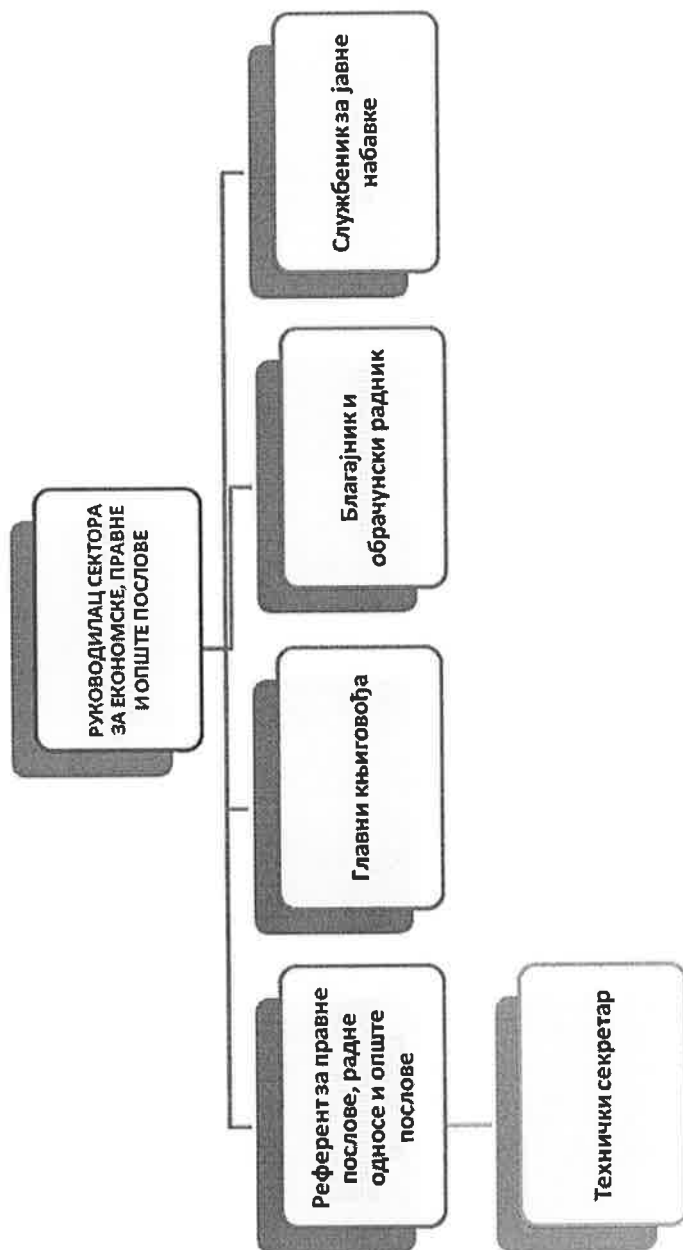 РУКОВОДИЛАЦ СЕКТОРА
ЗА ЕКОНОМСКЕ, ПРАВНЕ
И ОПШТЕ ПОСЛОВЕ
Референт за правне
послове, радне
односе и опште
послове
Главни књиговођа
Благајник и
обрачунски радник
Службеник за јавне
набавке
Технички секретар